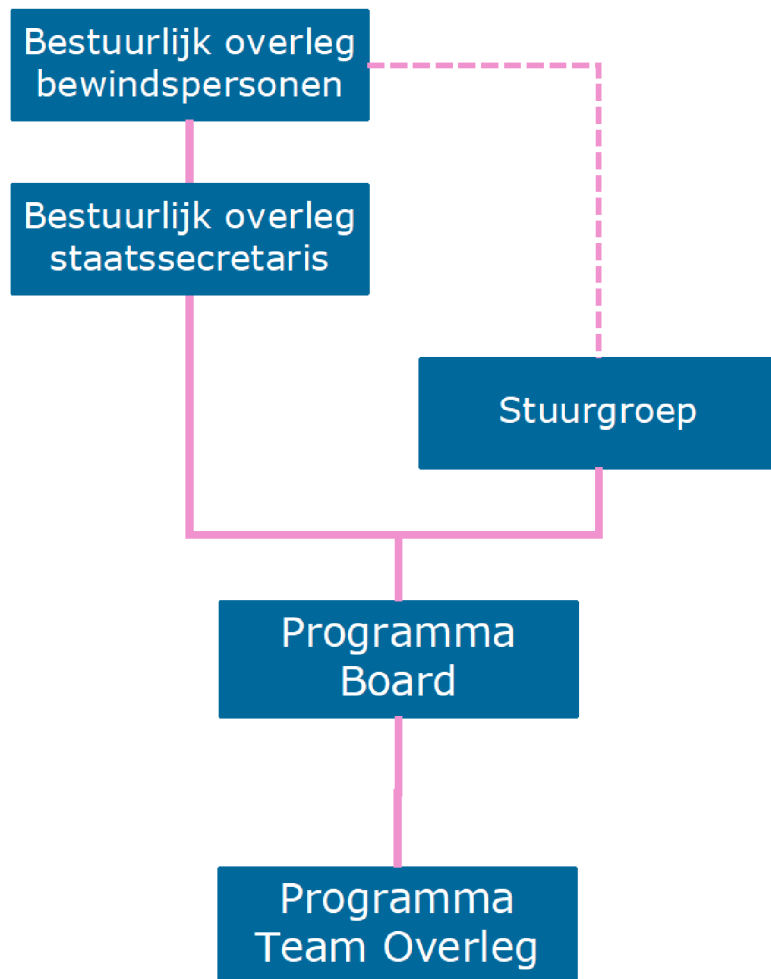 Bestuurlijk overleg
bewindspersonen
Bestuurlijk overleg
staatssecretaris
Stuurgroep
Programma
Board
Programma
Team Overleg